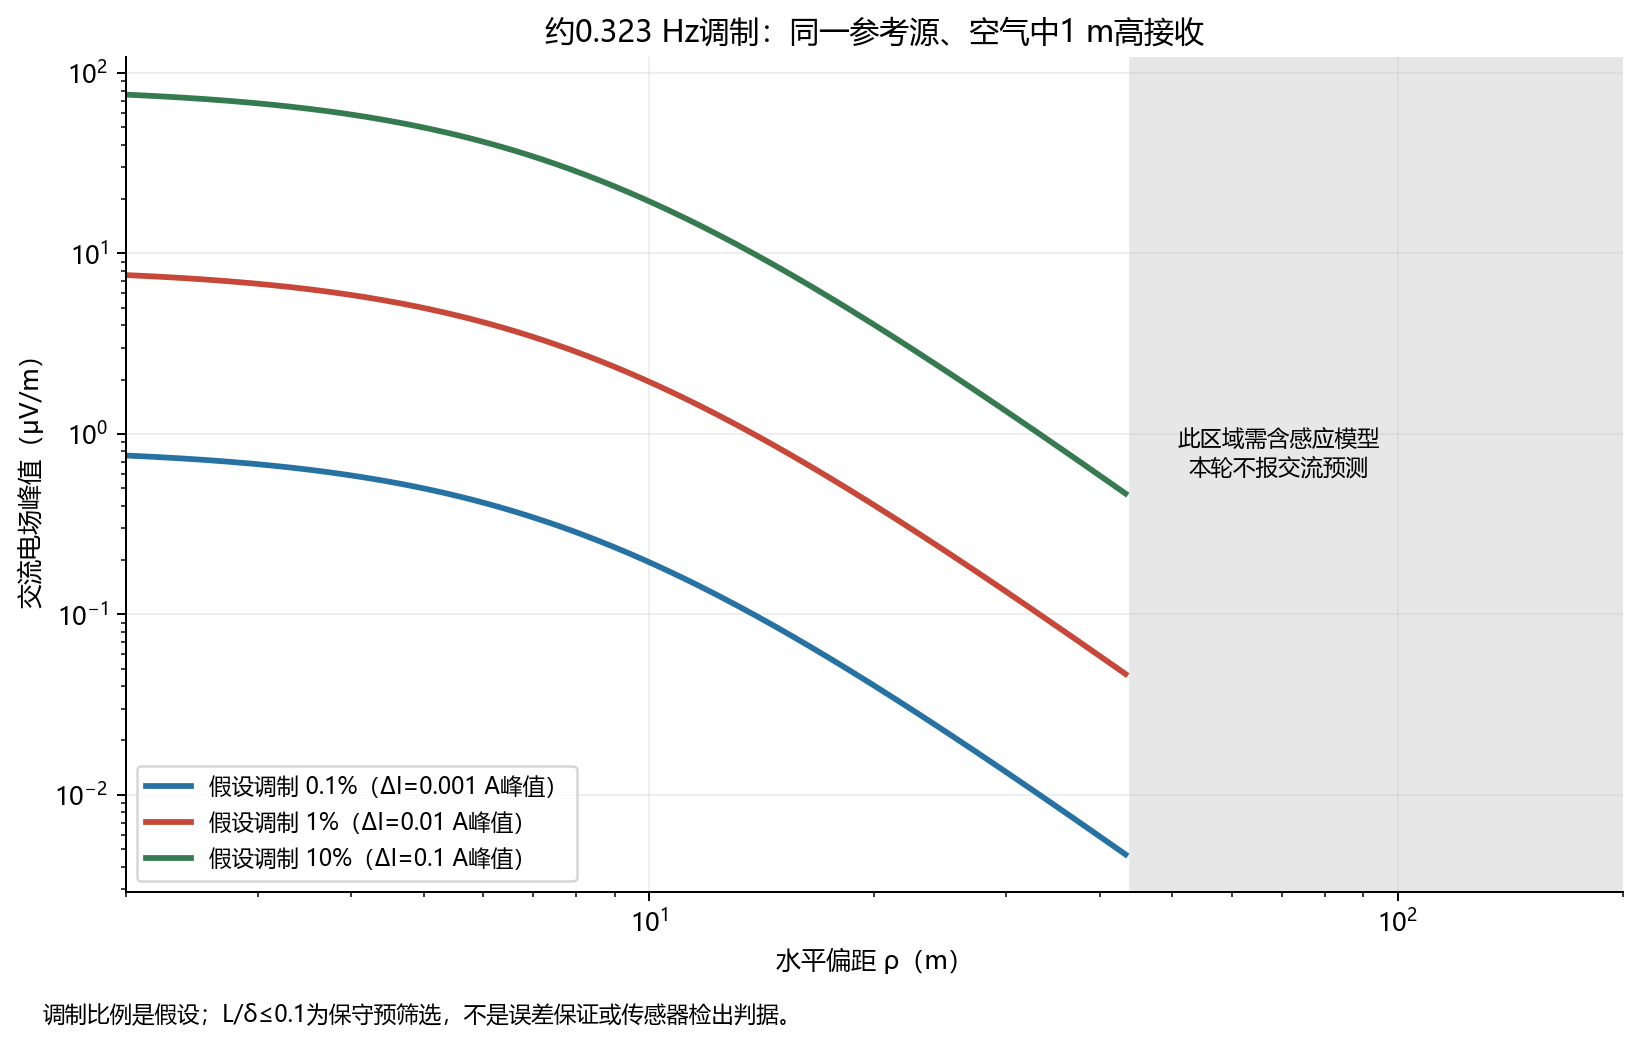 约0.323 Hz调制：同一参考源、空气中1 m高接收
交流电场峰值（μV/m）
10²
10¹
10⁰
10⁻¹
10⁻²
此区域需含感应模型
本轮不报交流预测
假设调制 0.1%（ΔI=0.001 A峰值）
假设调制 1%（ΔI=0.01 A峰值）
假设调制 10%（ΔI=0.1 A峰值）
10¹ 10²
水平偏距 ρ（m）
调制比例是假设；L/δ≤0.1为保守预筛选，不是误差保证或传感器检出判据。